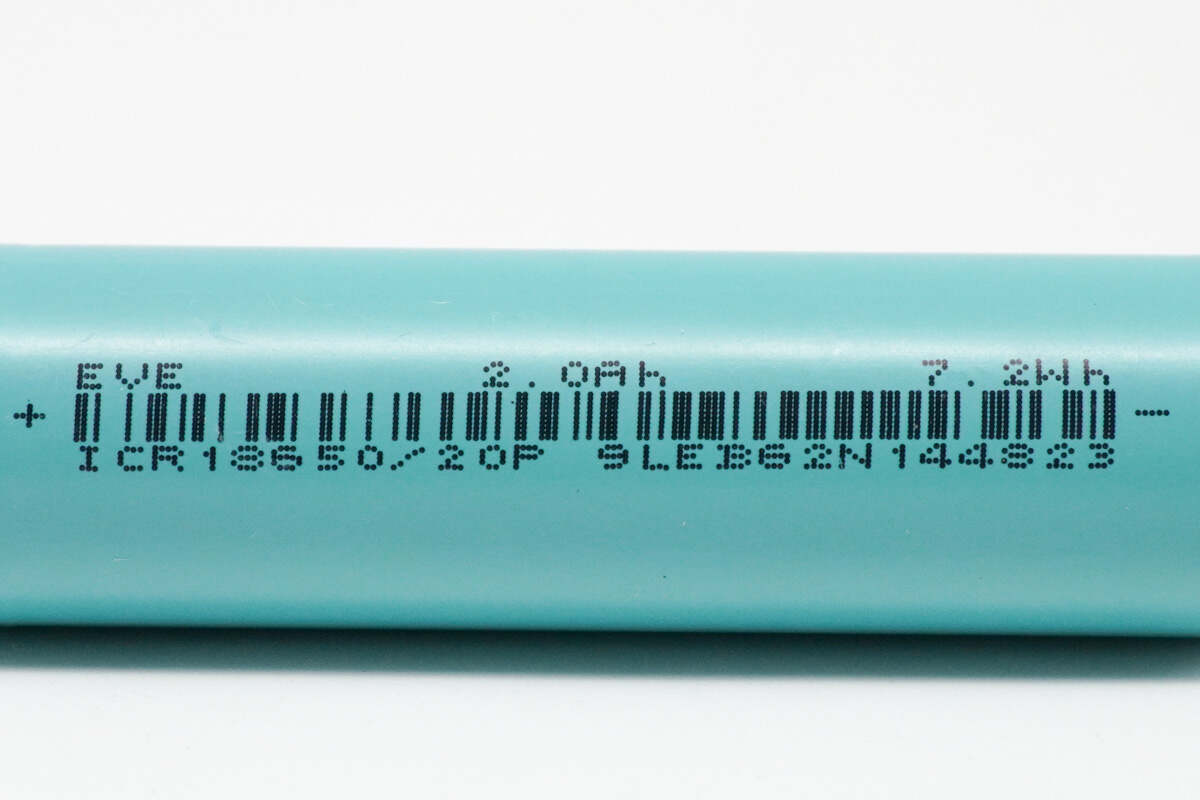 EVE 2.0Ah 7.2Wh
+ −
ICR18650/20P 9LEB62N144823